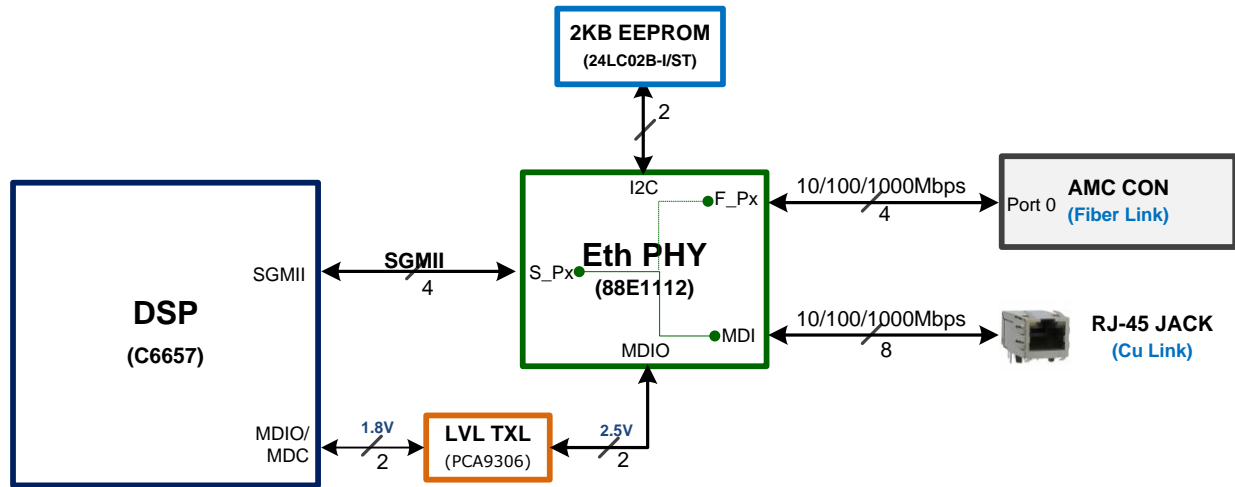 2KB EEPROM
(24LC02B-I/ST)
2
I2C
F_Px
10/100/1000Mbps
4
Port 0
AMC CON
(Fiber Link)
SGMII
SGMII
4
S_Px
Eth PHY
(88E1112)
DSP
(C6657)
MDI
MDIO
10/100/1000Mbps
8
RJ-45 JACK
(Cu Link)
MDIO/
MDC
1.8V
2
LVL TXL
(PCA9306)
2.5V
2